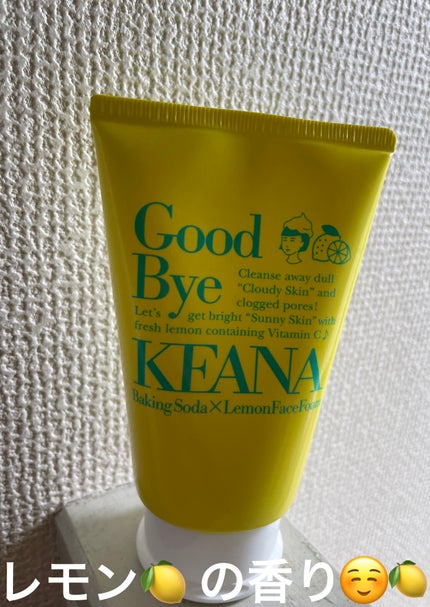 Good
Bye
Cleanse away dull
"Cloudy Skin" and
clogged pores!
Let's get bright "Sunny Skin" with
fresh lemon containing Vitamin C♪
KEANA
Baking Soda×LemonFaceFoam
レモン🍋の香り☺️🍋